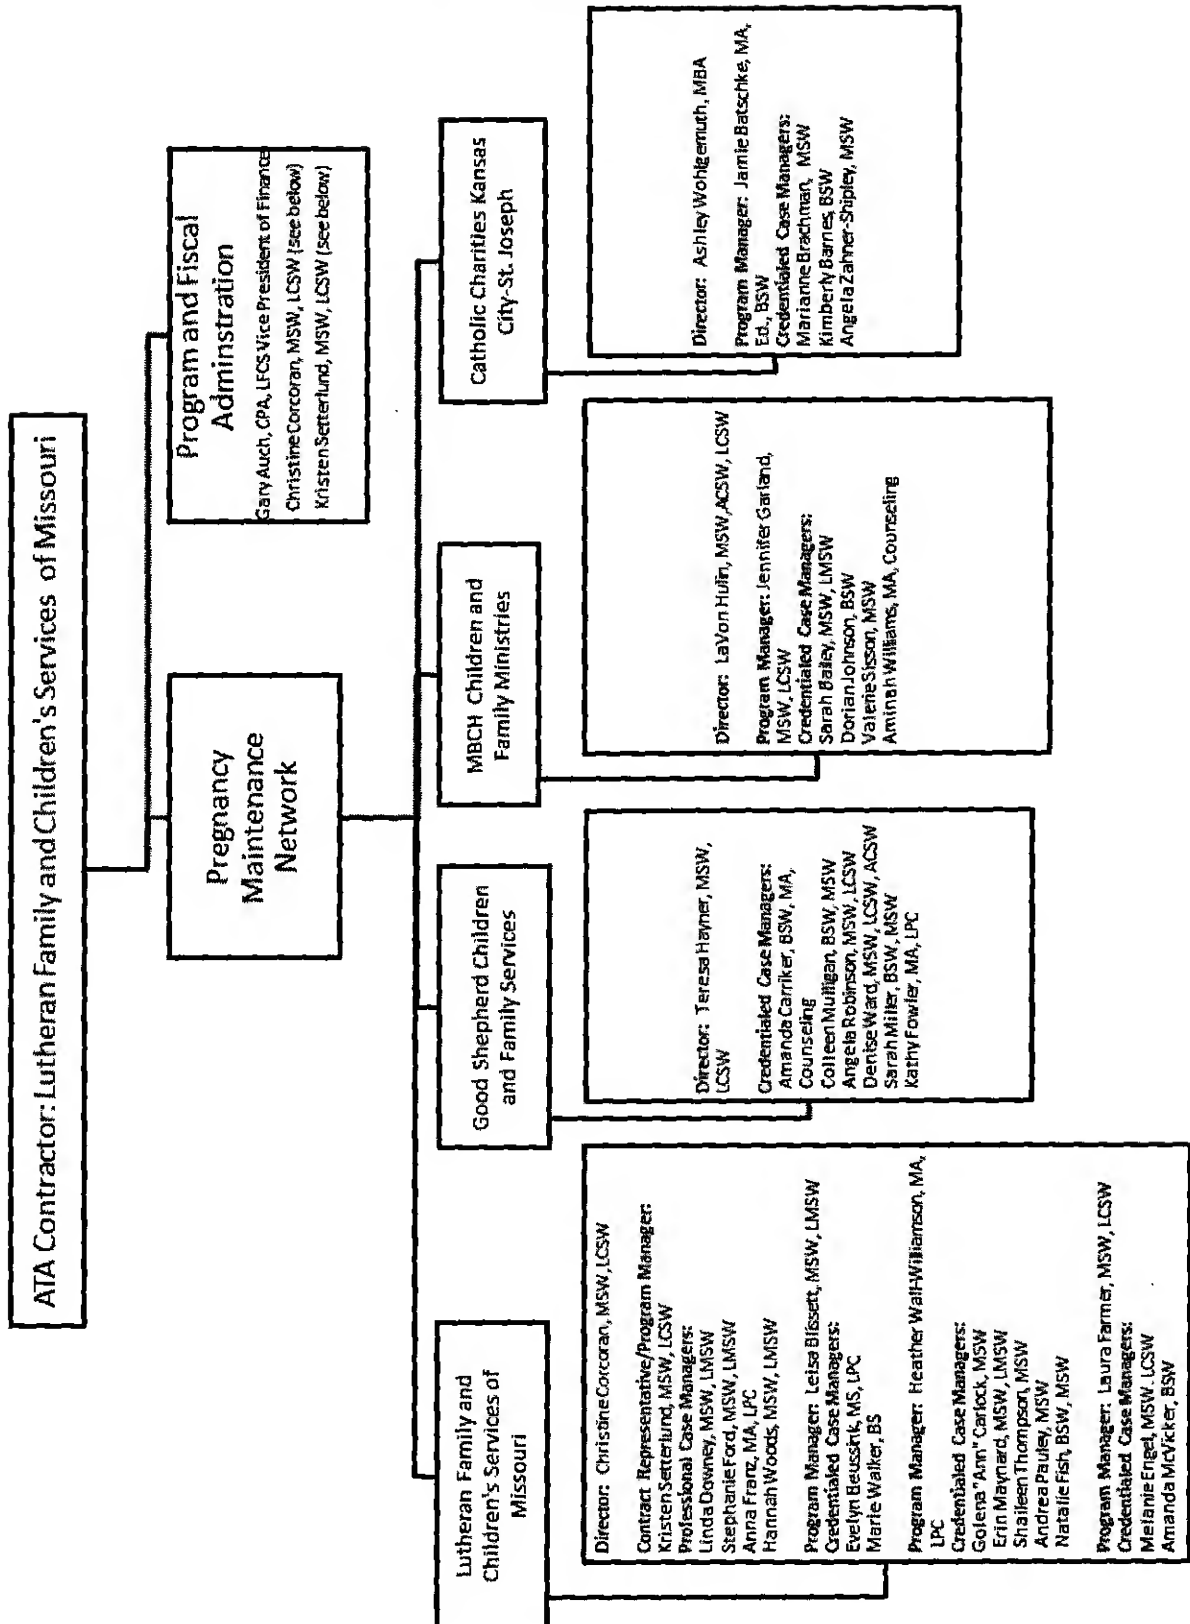 ATA Contractor: Lutheran Family and Children's Services of Missouri
Pregnancy
Maintenance
Network
Program and Fiscal
Adminstration
Gary Auch, CPA, LFCS Vice President of Finance
Christine Corcoran, MSW, LCSW (see below)
Kristen Setterlund, MSW, LCSW (see below)
Lutheran Family and
Children's Services of
Missouri
Director: Christine Corcoran, MSW, LCSW
Contract Representative/Program Manager:
Kristen Setterlund, MSW, LCSW
Professional Case Managers:
Linda Downey, MSW, LMSW
Stephanie Ford, MSW, LMSW
Anna Franz, MA, LPC
Hannah Woods, MSW, LMSW
Program Manager: Leisa Blissett, MSW, LMSW
Credentialed Case Managers:
Evelyn Beussink, MS, LPC
Marie Walker, BS
Program Manager: Heather Wall-Williamson, MA,
LPC
Credentialed Case Managers:
Golena "Ann" Carlock, MSW
Erin Maynard, MSW, LMSW
Shaileen Thompson, MSW
Andrea Pauley, MSW
Natalie Fish, BSW, MSW
Program Manager: Laura Farmer, MSW, LCSW
Credentialed Case Managers:
Melanie Engel, MSW, LCSW
Amanda McVicker, BSW
Good Shepherd Children
and Family Services
Director: Teresa Hayner, MSW,
LCSW
Credentialed Case Managers:
Amanda Carriker, BSW, MA,
Counseling
Colleen Mulligan, BSW, MSW
Angela Robinson, MSW, LCSW
Denise Ward, MSW, LCSW, ACSW
Sarah Miller, BSW, MSW
Kathy Fowler, MA, LPC
MBCH Children and
Family Ministries
Director: LaVon Hulin, MSW, ACSW, LCSW
Program Manager: Jennifer Garland,
MSW, LCSW
Credentialed Case Managers:
Sarah Bailey, MSW, LMSW
Dorian Johnson, BSW
Valerie Sisson, MSW
Aminah Williams, MA, Counseling
Catholic Charities Kansas
City-St. Joseph
Director: Ashley Wohlgemuth, MBA
Program Manager: Jamie Batschke, MA,
Ed., BSW
Credentialed Case Managers:
Marianne Brachman, MSW
Kimberly Barnes, BSW
Angela Zahner-Shipley, MSW